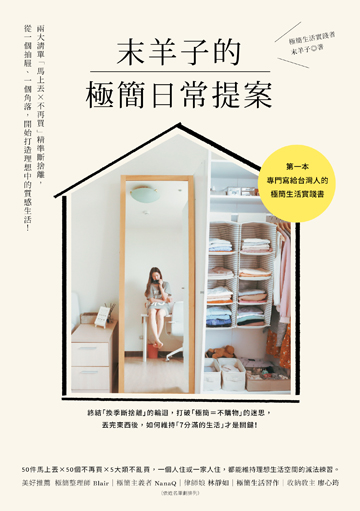 末羊子的
極簡日常提案
極簡生活實踐者
末羊子◎著
兩大清單「馬上丟×不再買」精準斷捨離，
從一個抽屜、一個角落，開始打造理想中的質感生活！
第一本
專門寫給台灣人的
極簡生活實踐書
終結「換季斷捨離」的輪迴，打破「極簡＝不購物」的迷思，
丟完東西後，如何維持「7分滿的生活」才是關鍵！
50件馬上丟×50個不再買×5大類不亂買，一個人住或一家人住，都能維持理想生活空間的減法練習。
美好推薦 極簡整理師 Blair｜極簡主義者 NanaQ｜律師娘 林靜如｜極簡生活習作｜收納教主 廖心筠
（依姓名筆劃排列）